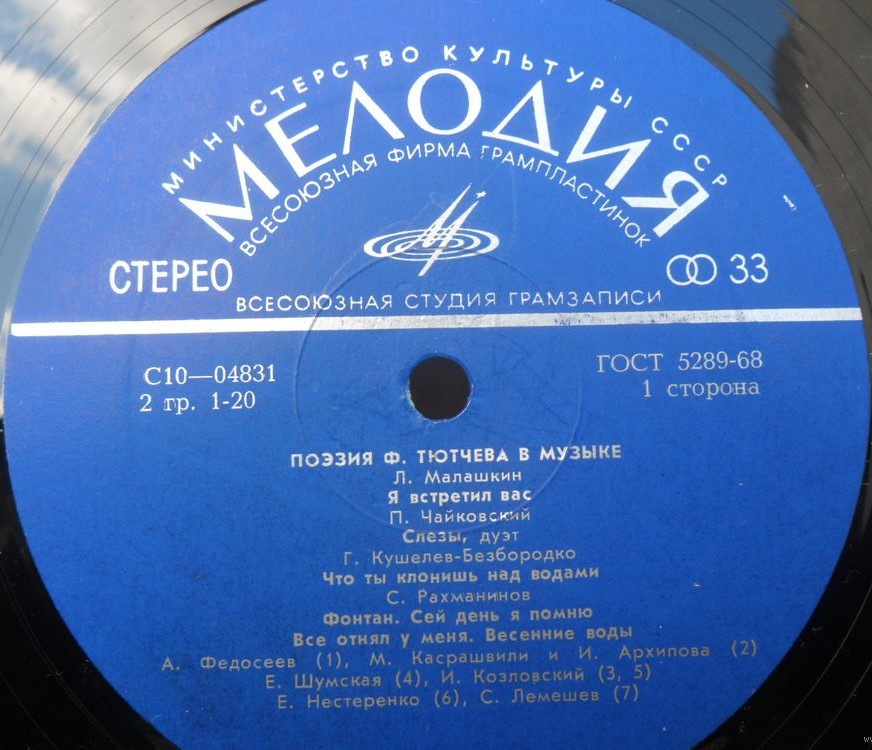 МИНИСТЕРСТВО КУЛЬТУРЫ СССР
МЕЛОДИЯ
ВСЕСОЮЗНАЯ ФИРМА ГРАМПЛАСТИНОК
СТЕРЕО
33
ВСЕСОЮЗНАЯ СТУДИЯ ГРАМЗАПИСИ
С10—04831
ГОСТ 5289-68
2 гр. 1-20
1 сторона
ПОЭЗИЯ Ф. ТЮТЧЕВА В МУЗЫКЕ
Л. Малашкин
Я встретил вас
П. Чайковский
Слезы, дуэт
Г. Кушелев-Безбородко
Что ты клонишь над водами
С. Рахманинов
Фонтан. Сей день я помню
Все отнял у меня. Весенние воды
А. Федосеев (1), М. Касрашвили и И. Архипова (2)
Е. Шумская (4), И. Козловский (3, 5)
Е. Нестеренко (6), С. Лемешев (7)